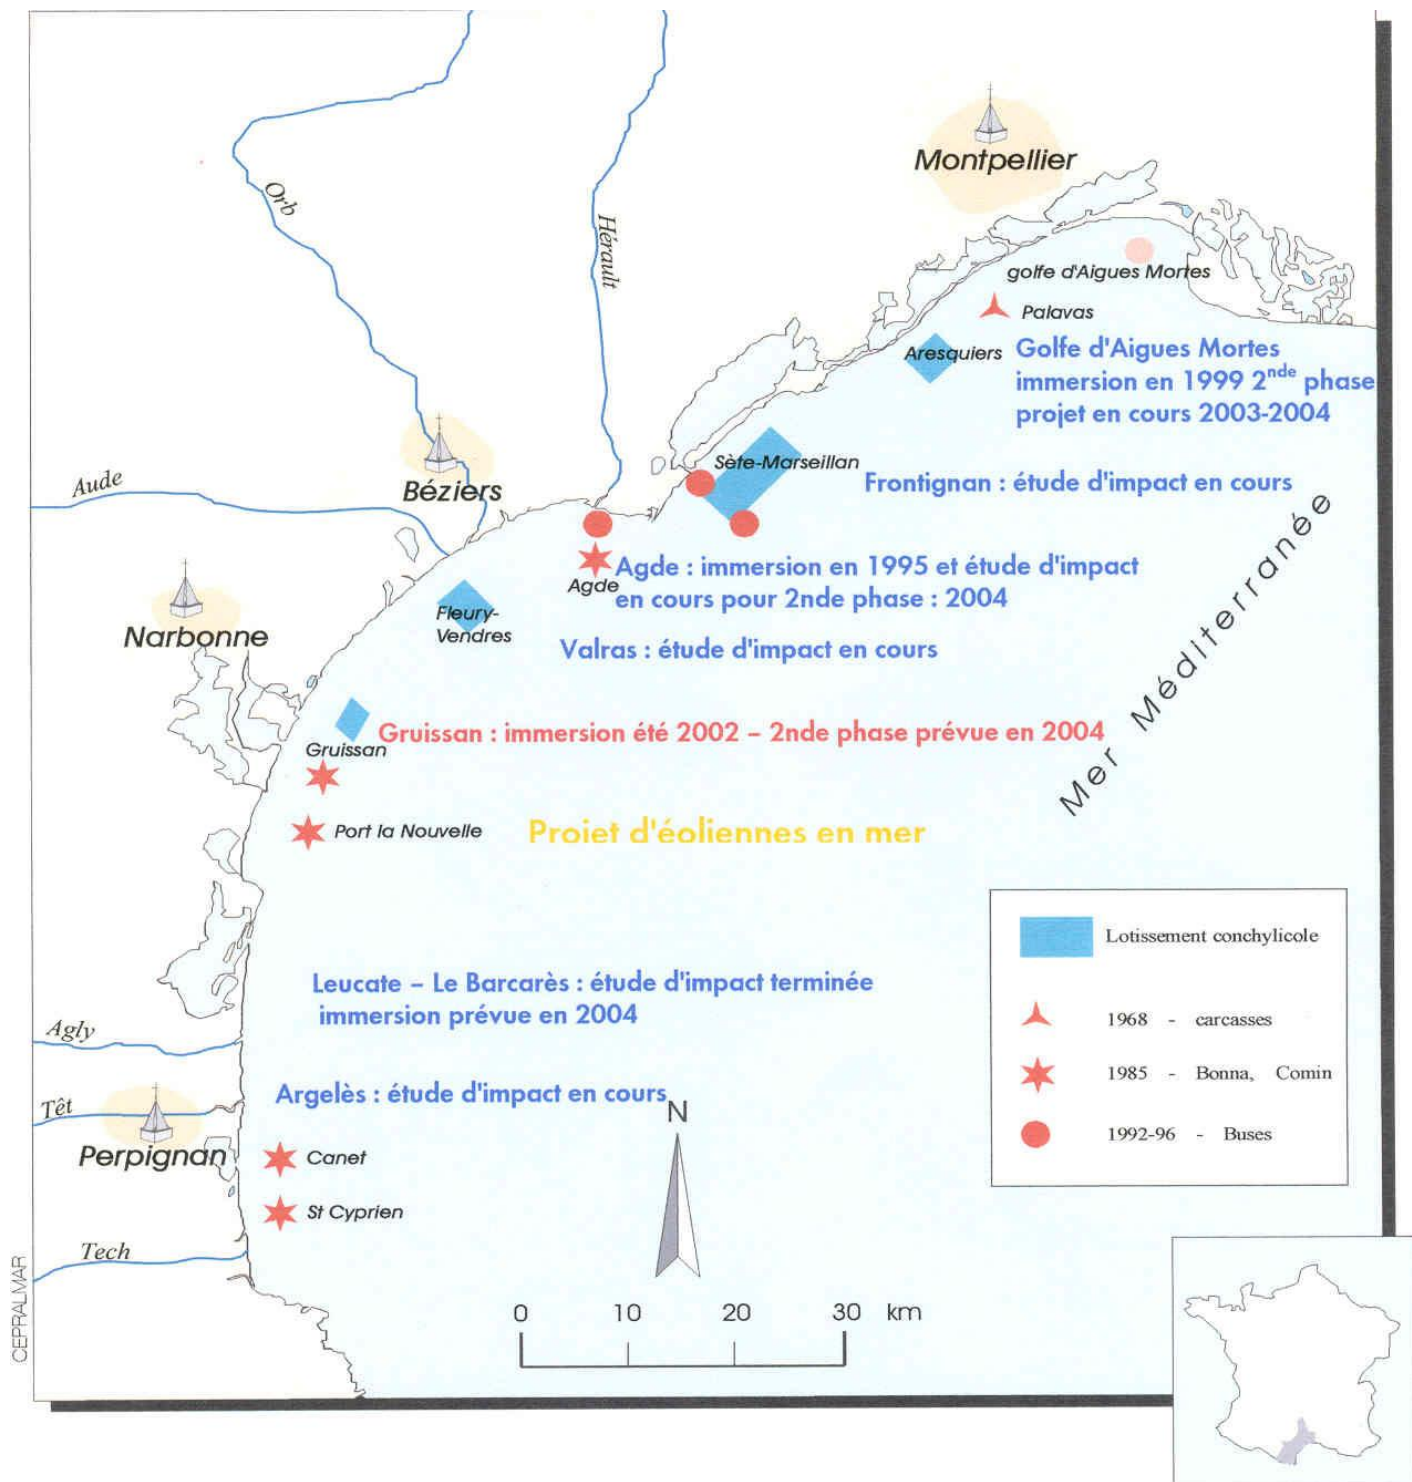 Montpellier
Orb
Hérault
golfe d'Aigues Mortes
Palavas
Aresquiers
Golfe d'Aigues Mortes
immersion en 1999 2nde phase
projet en cours 2003-2004
Sète-Marseillan
Frontignan : étude d'impact en cours
Aude
Béziers
Mer Méditerranée
Agde : immersion en 1995 et étude d'impact
en cours pour 2nde phase : 2004
Agde
Fleury-
Vendres
Narbonne
Valras : étude d'impact en cours
Gruissan : immersion été 2002 – 2nde phase prévue en 2004
Gruissan
Port la Nouvelle
Proiet d'éoliennes en mer
Lotissement conchylicole
1968 - carcasses
1985 - Bonna, Comin
1992-96 - Buses
Leucate – Le Barcarès : étude d'impact terminée
immersion prévue en 2004
Agly
Argelès : étude d'impact en cours
Têt
N
Perpignan
Canet
St Cyprien
Tech
0 10 20 30 km
CEPRALMAR